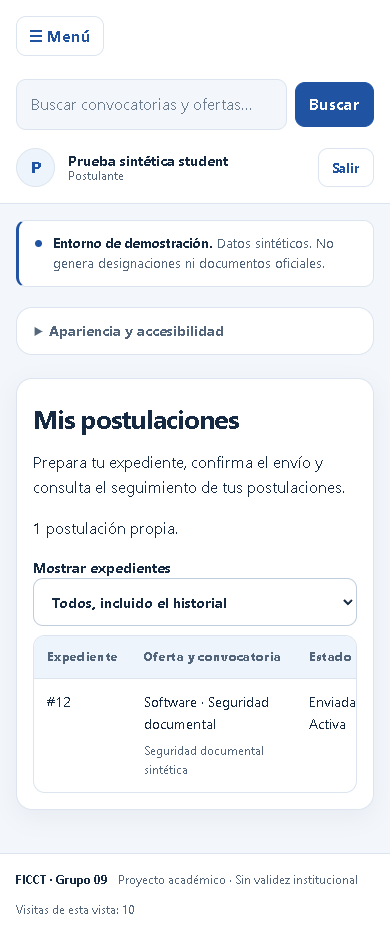 ☰ Menú
Buscar convocatorias y ofertas...
Buscar
P
Prueba sintética student
Postulante
Salir
Entorno de demostración. Datos sintéticos. No
genera designaciones ni documentos oficiales.
▶ Apariencia y accesibilidad
Mis postulaciones
Prepara tu expediente, confirma el envío y
consulta el seguimiento de tus postulaciones.
1 postulación propia.
Mostrar expedientes
Todos, incluido el historial
Expediente Oferta y convocatoria Estado
#12 Software · Seguridad Enviada
documental Activa
Seguridad documental
sintética
FICCT · Grupo 09 Proyecto académico · Sin validez institucional
Visitas de esta vista: 10